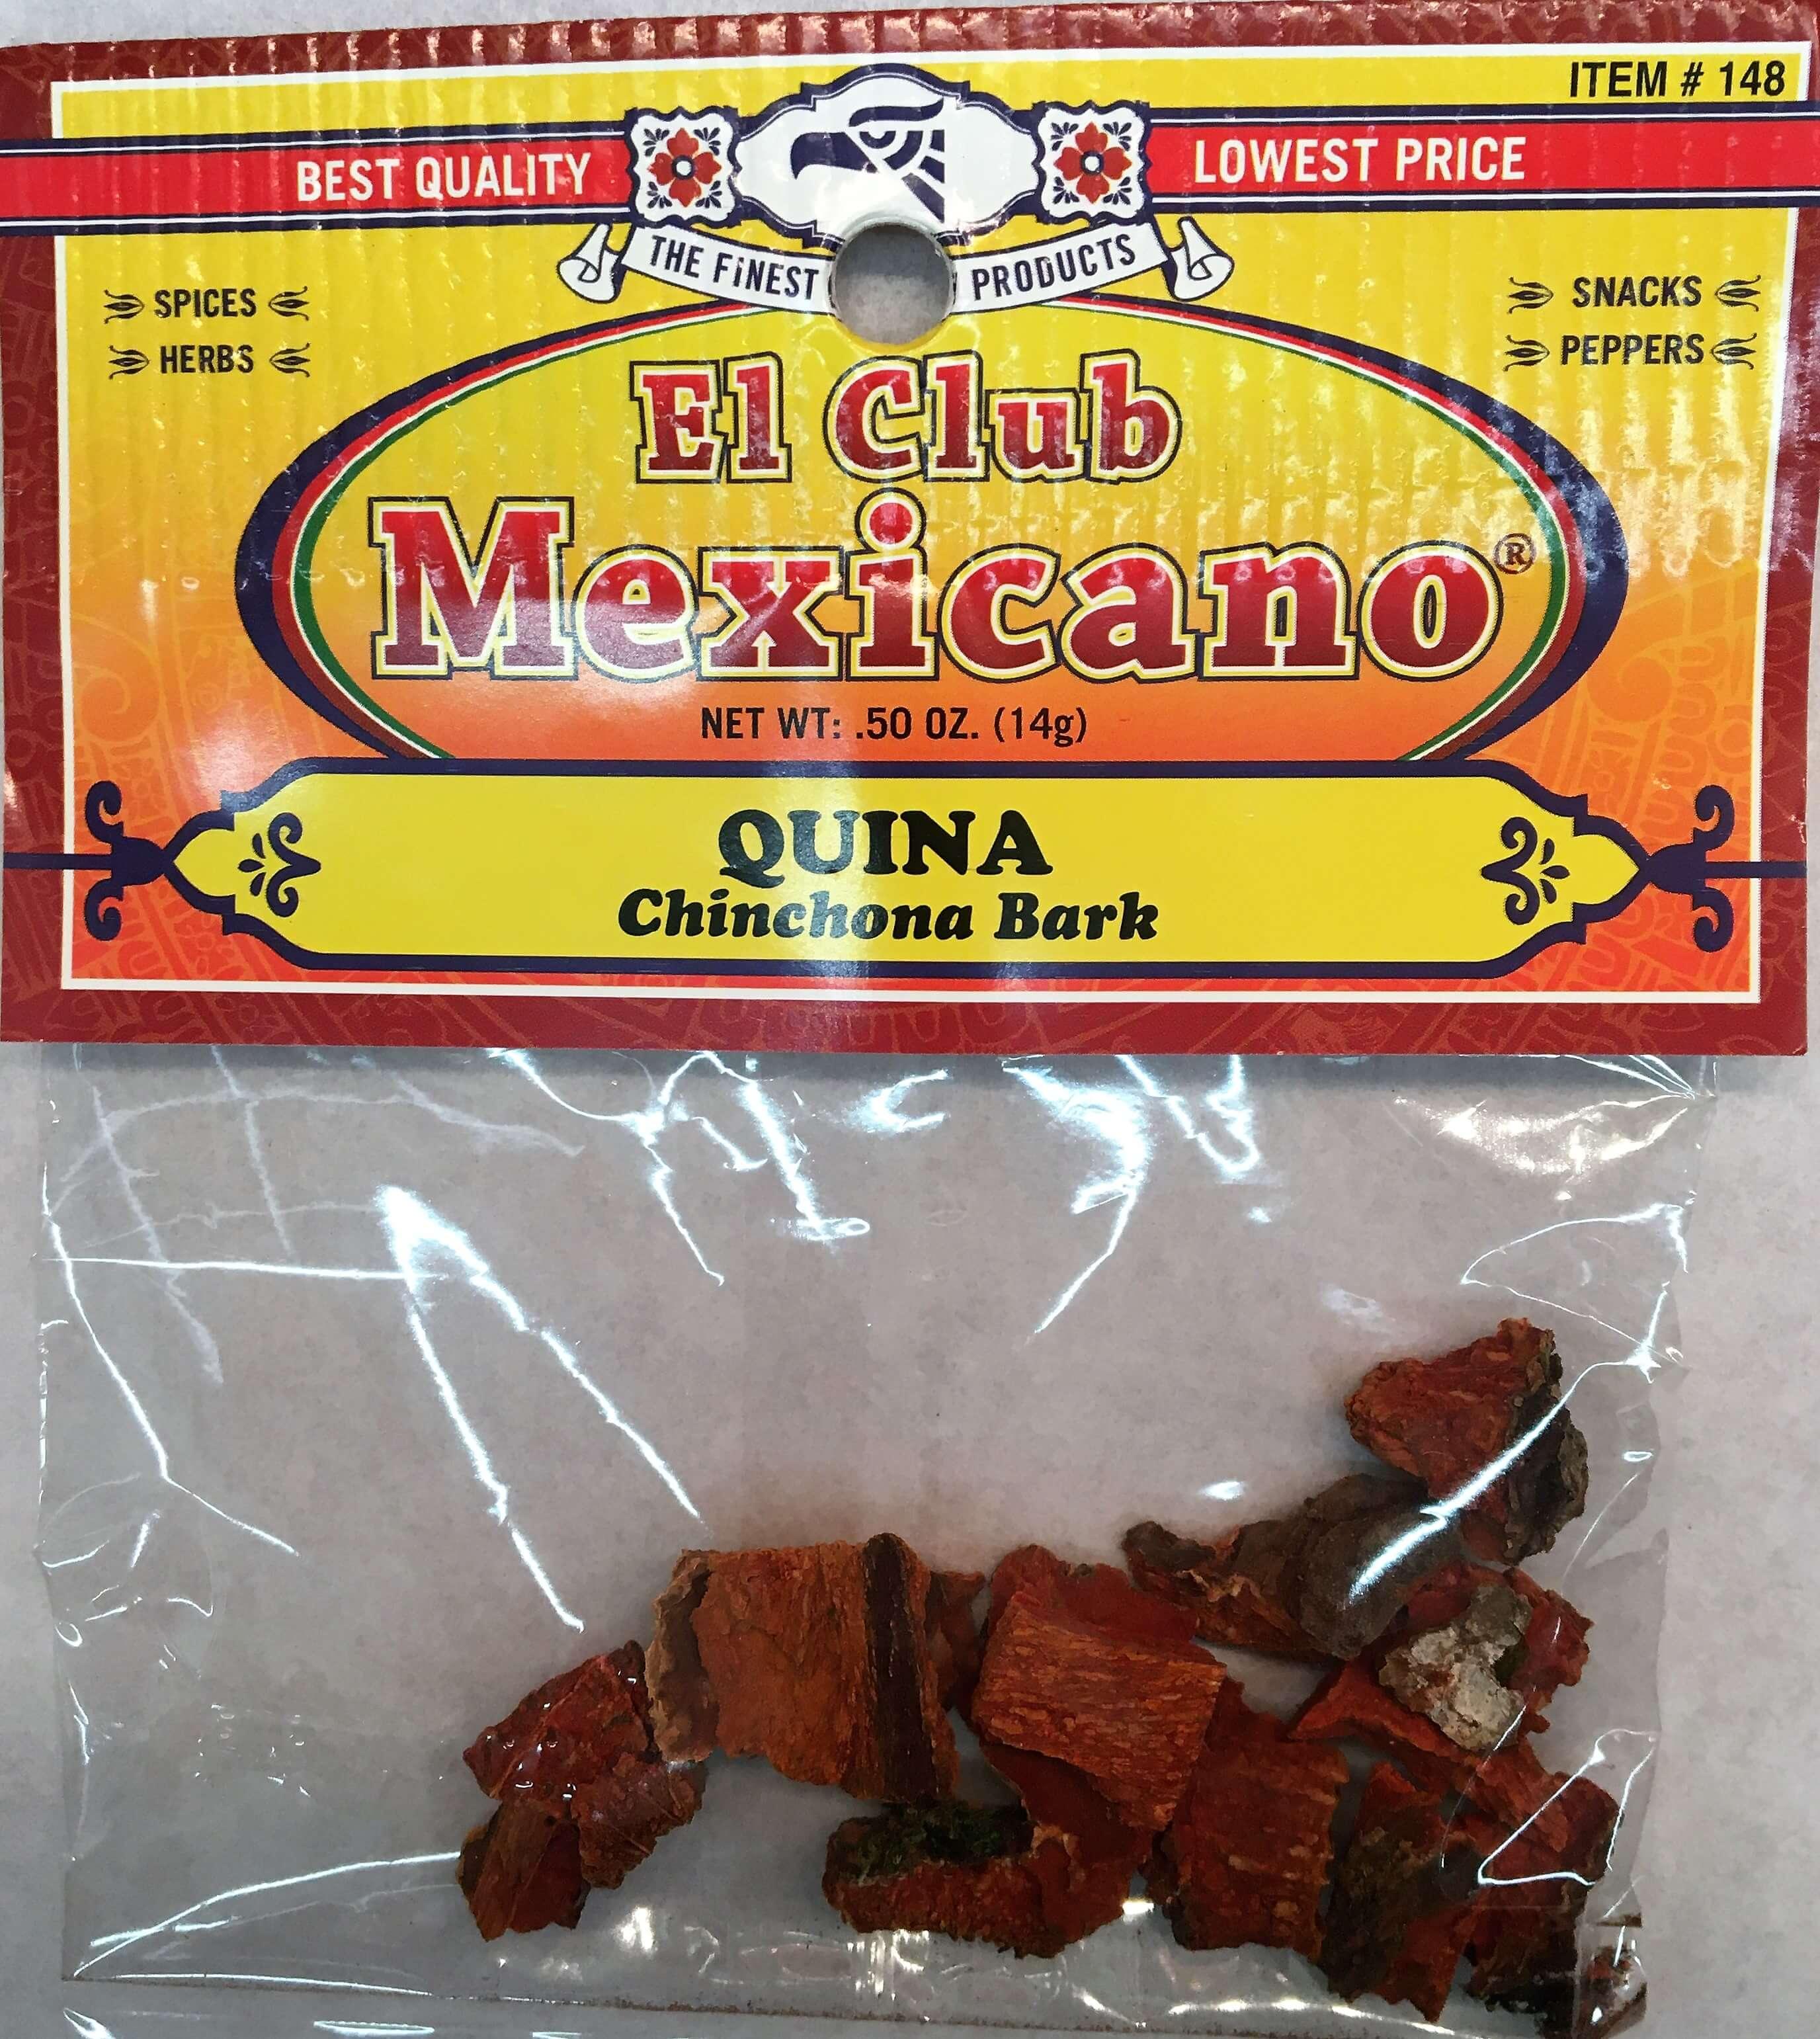 ITEM # 148
BEST QUALITY
LOWEST PRICE
THE FINEST PRODUCTS
SPICES
HERBS
SNACKS
PEPPERS
El Club
Mexicano®
NET WT: .50 OZ. (14g)
QUINA
Chinchona Bark